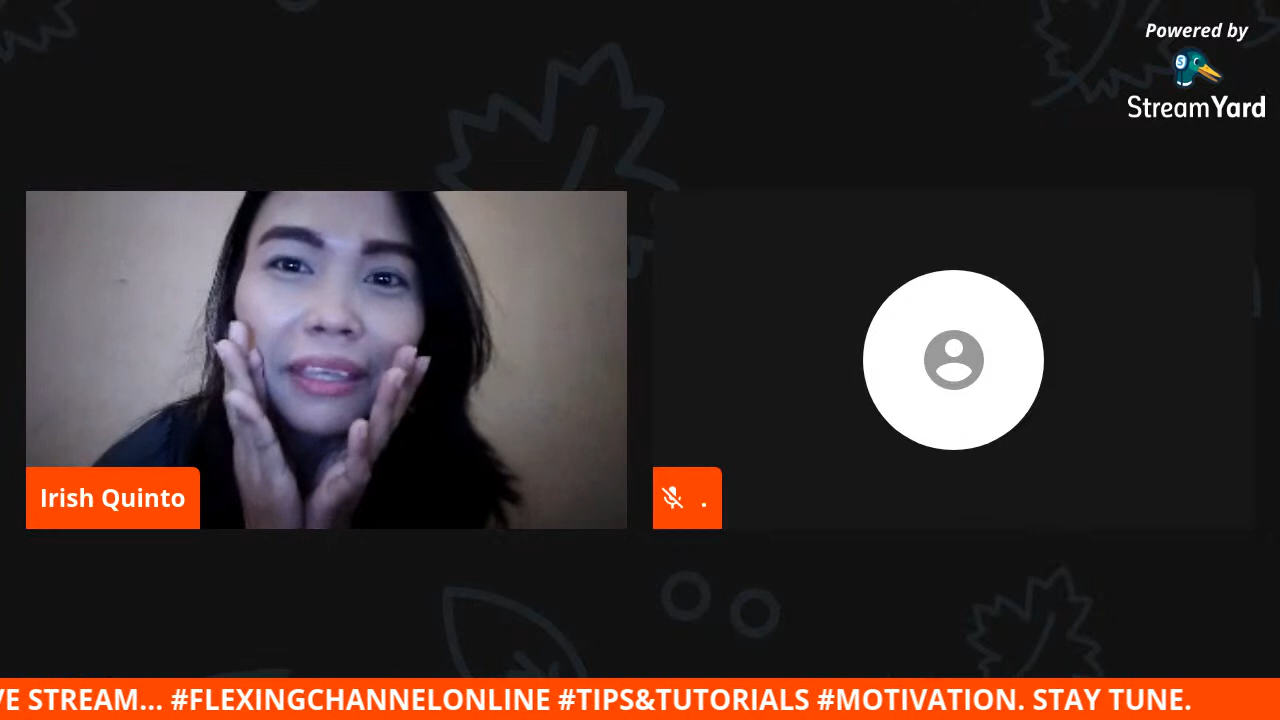 Powered by
S
StreamYard
Irish Quinto
.
VE STREAM... #FLEXINGCHANNELONLINE #TIPS&TUTORIALS #MOTIVATION. STAY TUNE.